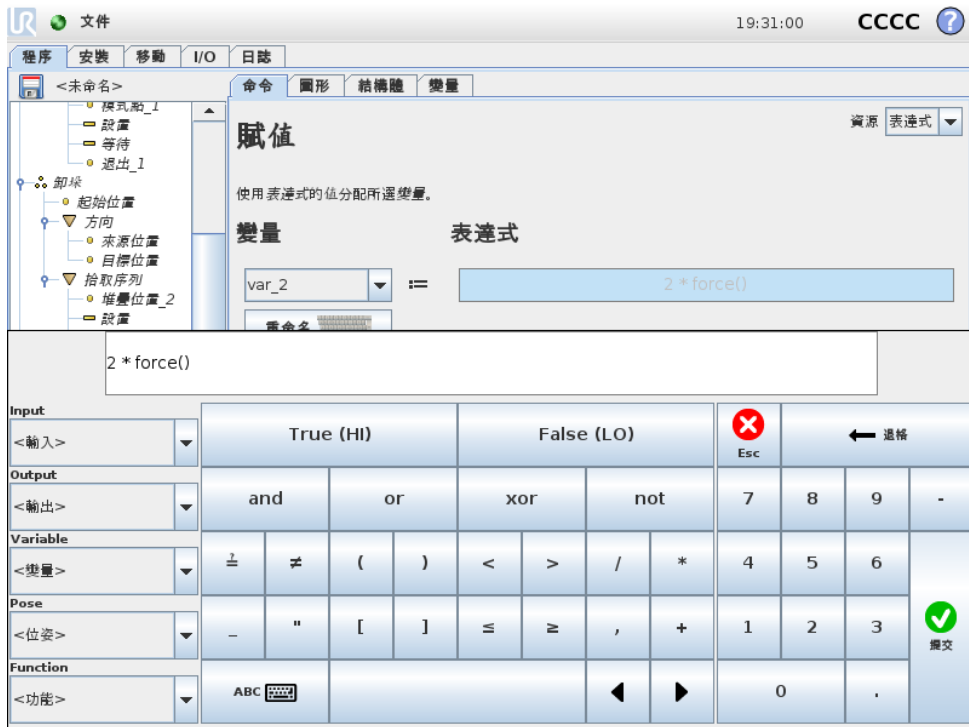 UR 文件 19:31:00 CCCC ?
程序 安裝 移動 I/O 日誌
<未命名> 命令 圖形 結構體 變量
模式點_1
設置
等待
退出_1
卸垛
起始位置
方向
來源位置
目標位置
拾取序列
堆疊位置_2
設置
賦值
資源 表達式
使用表達式的值分配所選變量。
變量 表達式
var_2 := 2 * force()
重命名
2 * force()
Input
<輸入>
True (HI) False (LO) Esc 退格
Output
<輸出>
and or xor not 7 8 9 -
Variable
<變量>
≟ ≠ ( ) < > / * 4 5 6
Pose
<位姿>
_ " [ ] ≤ ≥ , + 1 2 3
提交
Function
<功能>
ABC 0 .